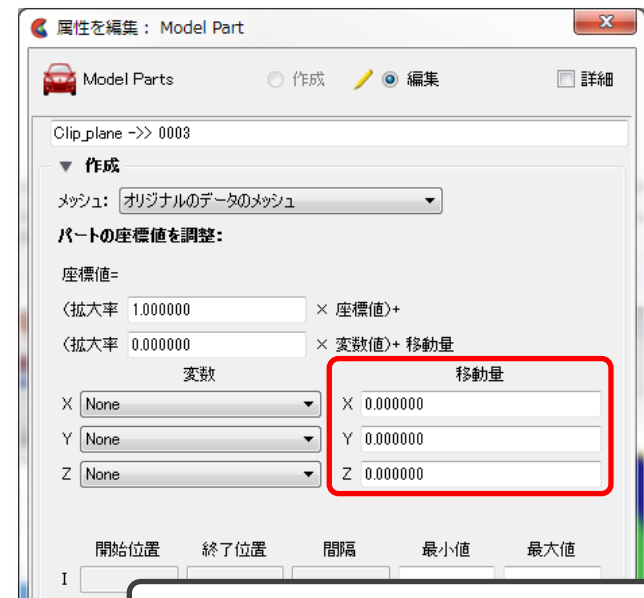 属性を編集： Model Part
Model Parts 作成 編集 詳細
Clip_plane ->> 0003
▼ 作成
メッシュ: オリジナルのデータのメッシュ
パートの座標値を調整:
座標値=
(拡大率 1.000000 × 座標値)+
(拡大率 0.000000 × 変数値)+ 移動量
変数 移動量
X None X 0.000000
Y None Y 0.000000
Z None Z 0.000000
開始位置 終了位置 間隔 最小値 最大値
I